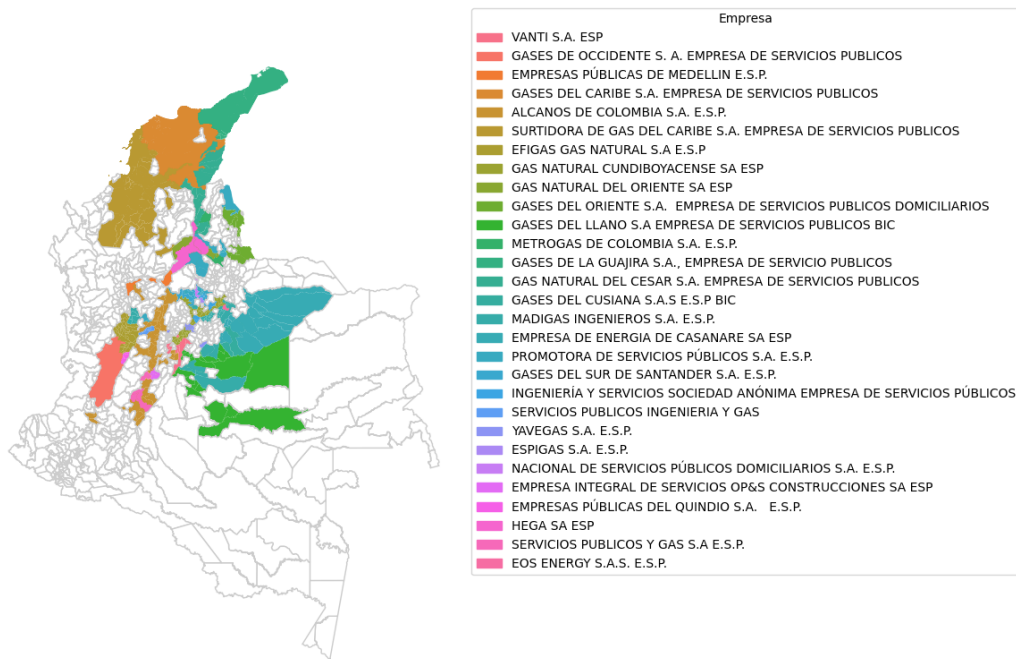 Empresa
VANTI S.A. ESP
GASES DE OCCIDENTE S. A. EMPRESA DE SERVICIOS PUBLICOS
EMPRESAS PÚBLICAS DE MEDELLIN E.S.P.
GASES DEL CARIBE S.A. EMPRESA DE SERVICIOS PUBLICOS
ALCANOS DE COLOMBIA S.A. E.S.P.
SURTIDORA DE GAS DEL CARIBE S.A. EMPRESA DE SERVICIOS PUBLICOS
EFIGAS GAS NATURAL S.A E.S.P
GAS NATURAL CUNDIBOYACENSE SA ESP
GAS NATURAL DEL ORIENTE SA ESP
GASES DEL ORIENTE S.A.  EMPRESA DE SERVICIOS PUBLICOS DOMICILIARIOS
GASES DEL LLANO S.A EMPRESA DE SERVICIOS PUBLICOS BIC
METROGAS DE COLOMBIA S.A. E.S.P.
GASES DE LA GUAJIRA S.A., EMPRESA DE SERVICIO PUBLICOS
GAS NATURAL DEL CESAR S.A. EMPRESA DE SERVICIOS PUBLICOS
GASES DEL CUSIANA S.A.S E.S.P BIC
MADIGAS INGENIEROS S.A. E.S.P.
EMPRESA DE ENERGIA DE CASANARE SA ESP
PROMOTORA DE SERVICIOS PÚBLICOS S.A. E.S.P.
GASES DEL SUR DE SANTANDER S.A. E.S.P.
INGENIERÍA Y SERVICIOS SOCIEDAD ANÓNIMA EMPRESA DE SERVICIOS PÚBLICOS
SERVICIOS PUBLICOS INGENIERIA Y GAS
YAVEGAS S.A. E.S.P.
ESPIGAS S.A. E.S.P.
NACIONAL DE SERVICIOS PÚBLICOS DOMICILIARIOS S.A. E.S.P.
EMPRESA INTEGRAL DE SERVICIOS OP&S CONSTRUCCIONES SA ESP
EMPRESAS PÚBLICAS DEL QUINDIO S.A.   E.S.P.
HEGA SA ESP
SERVICIOS PUBLICOS Y GAS S.A E.S.P.
EOS ENERGY S.A.S. E.S.P.